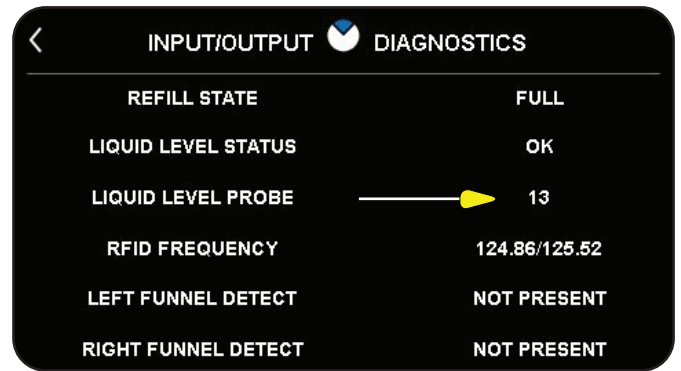 INPUT/OUTPUT DIAGNOSTICS
REFILL STATE FULL
LIQUID LEVEL STATUS OK
LIQUID LEVEL PROBE 13
RFID FREQUENCY 124.86/125.52
LEFT FUNNEL DETECT NOT PRESENT
RIGHT FUNNEL DETECT NOT PRESENT